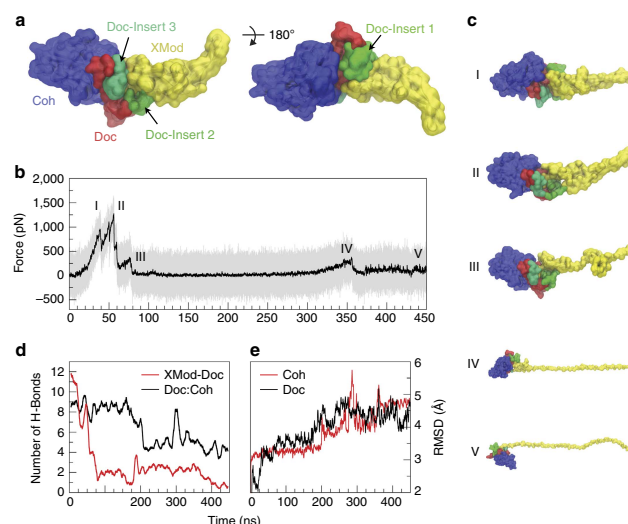 a
Doc-Insert 3
XMod
Coh
Doc
Doc-Insert 2
180°
Doc-Insert 1
b
Force (pN)
2,000
1,500
1,000
500
0
−500
I
II
III
IV
V
0 50 100 150 200 250 300 350 400 450
c
I
II
III
IV
V
d
Number of H-Bonds
12
10
8
6
4
2
0
XMod-Doc
Doc:Coh
0 100 200 300 400
e
Coh
Doc
6
5
4
3
2
RMSD (Å)
0 100 200 300 400
Time (ns)